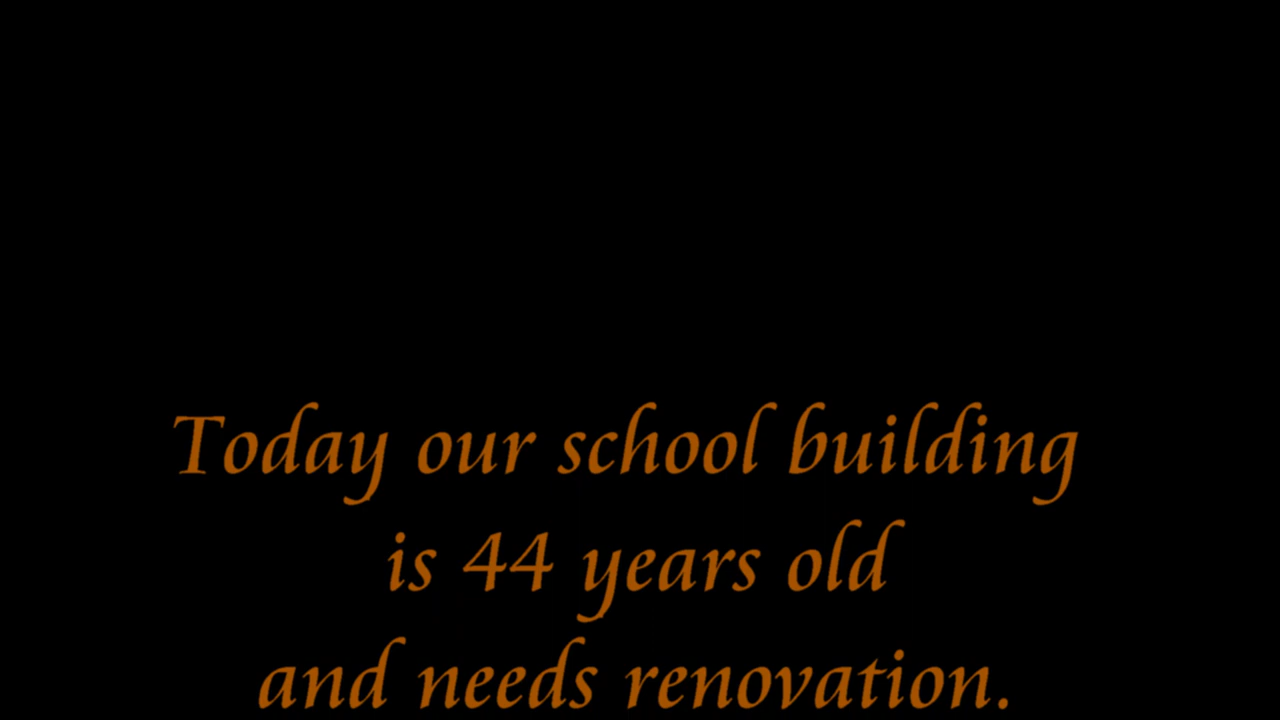 Today our school building
is 44 years old
and needs renovation.